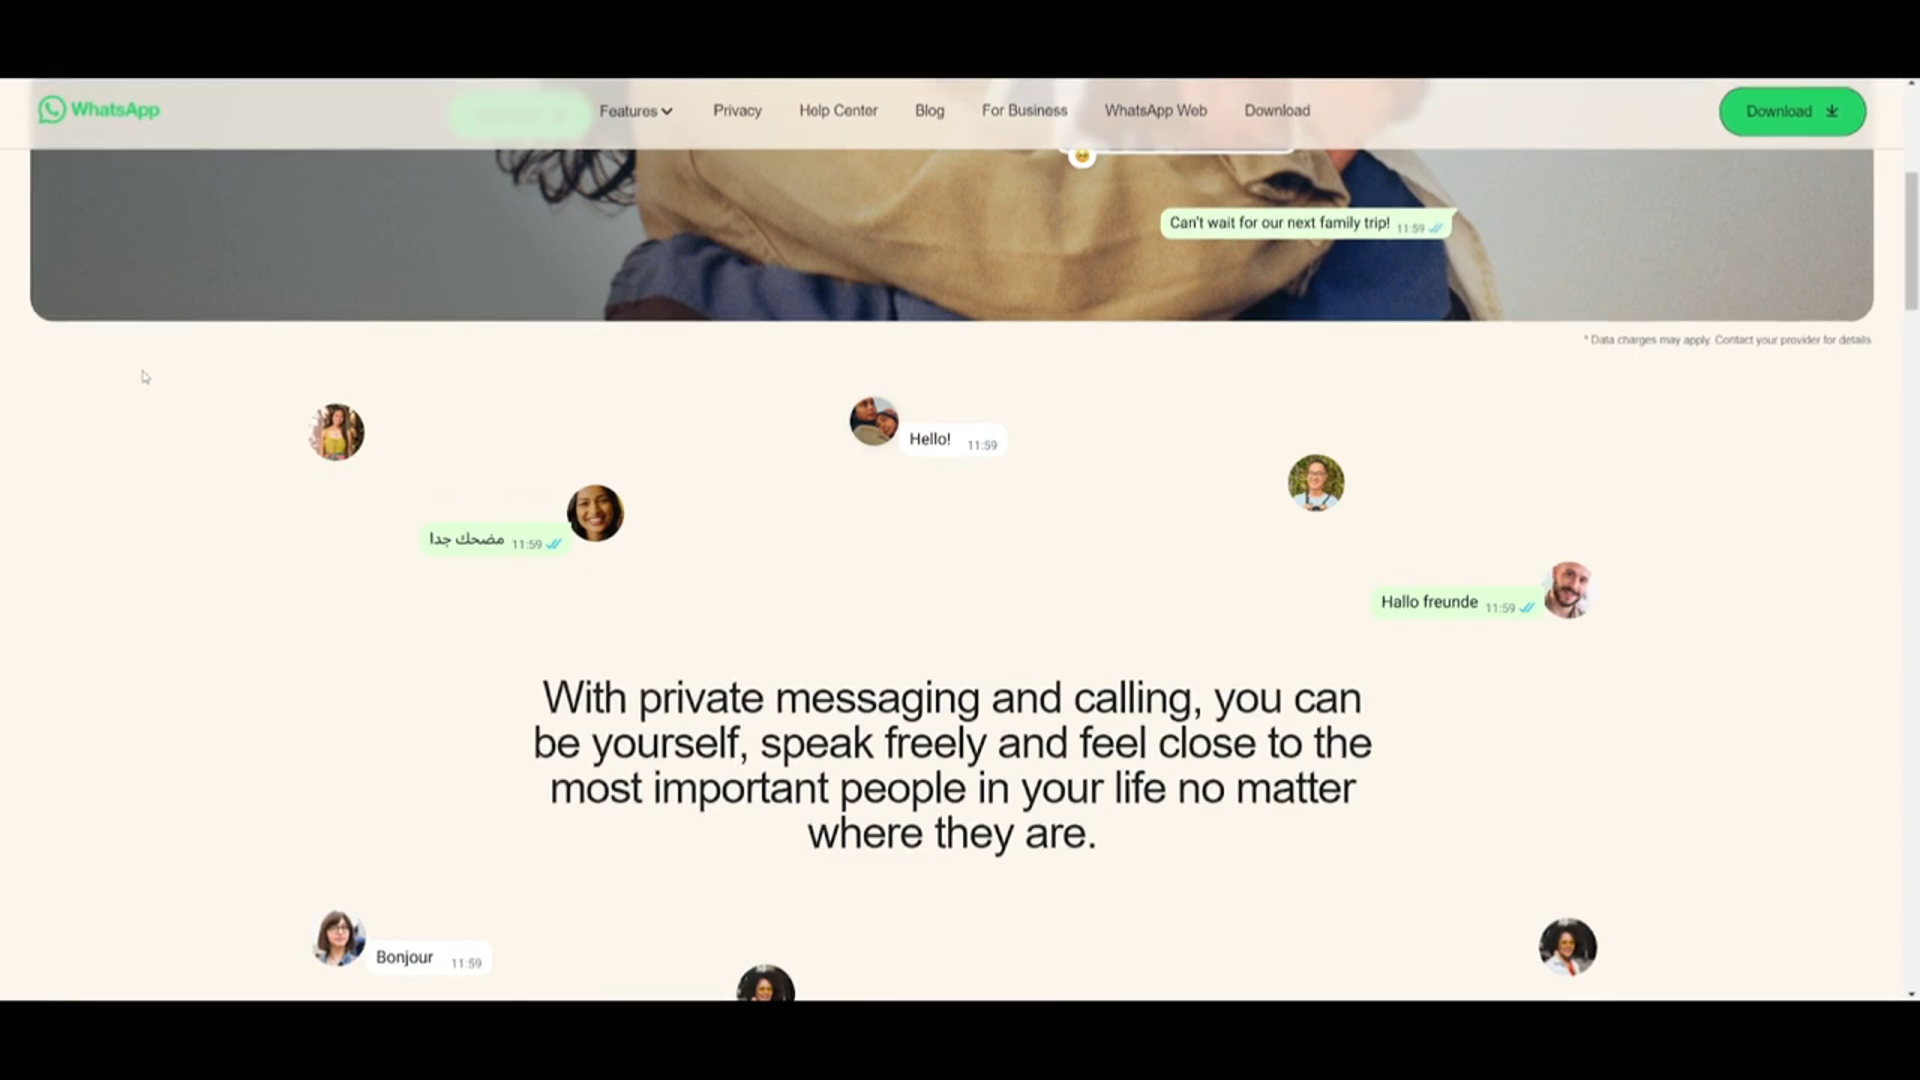 WhatsApp
Features
Privacy
Help Center
Blog
For Business
WhatsApp Web
Download
Download
Can't wait for our next family trip! 11:59
* Data charges may apply. Contact your provider for details.
Hello! 11:59
مضحك جدا 11:59
Hallo freunde 11:59
With private messaging and calling, you can
be yourself, speak freely and feel close to the
most important people in your life no matter
where they are.
Bonjour 11:59